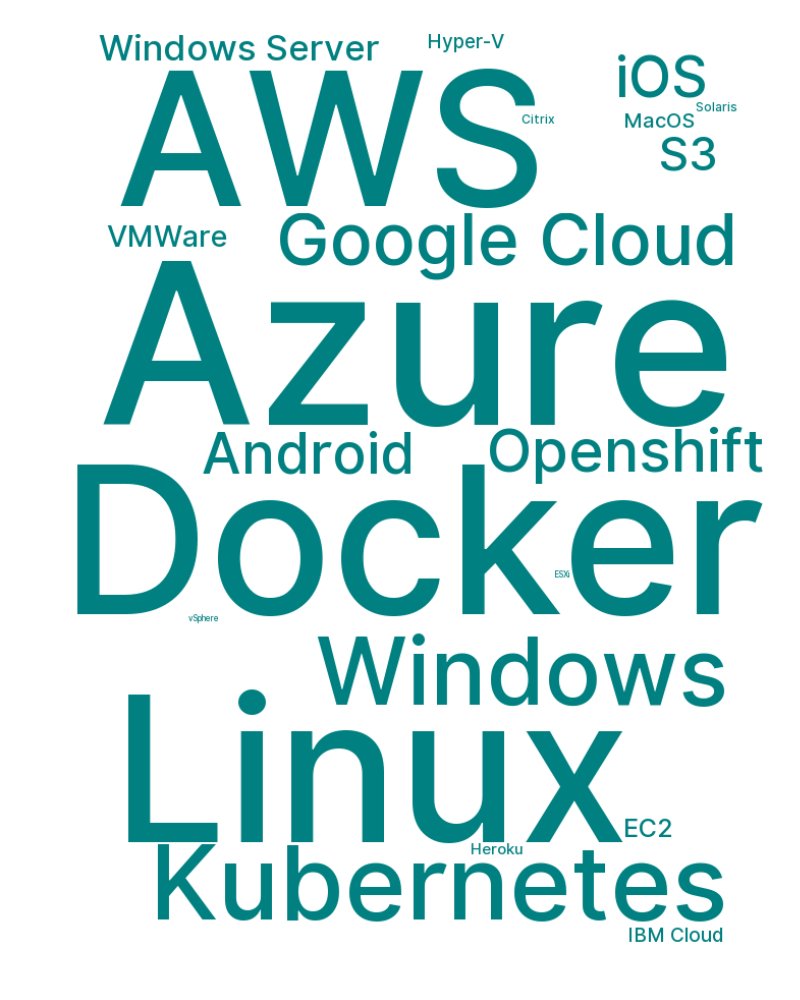 Windows Server
Hyper-V
iOS
AWS
Solaris
Citrix
MacOS
S3
VMWare
Google Cloud
Azure
Android
Openshift
Docker
ESXi
vSphere
Windows
Linux
EC2
Heroku
Kubernetes
IBM Cloud